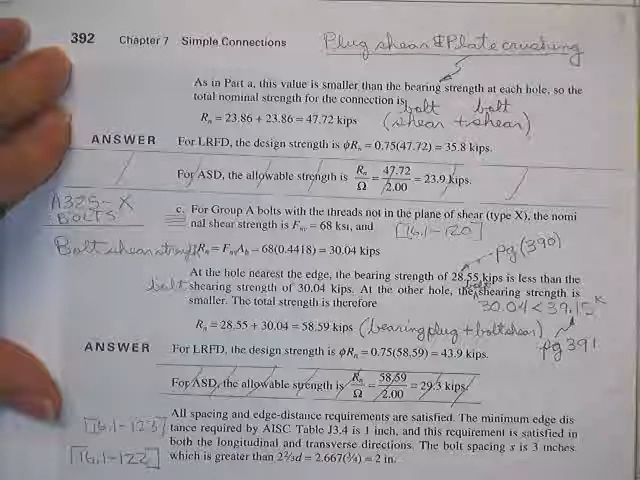 392 Chapter 7 Simple Connections
Plug shear & Plate crushing
As in Part a, this value is smaller than the bearing strength at each hole, so the
total nominal strength for the connection is
bolt bolt
Rn = 23.86 + 23.86 = 47.72 kips (shear + shear)
ANSWER For LRFD, the design strength is ϕRn = 0.75(47.72) = 35.8 kips.
For ASD, the allowable strength is Rn/Ω = 47.72/2.00 = 23.9 kips.
A325-X
BOLTS
c. For Group A bolts with the threads not in the plane of shear (type X), the nomi
nal shear strength is Fnv = 68 ksi, and [16.1-120]
Bolt shear strength Rn = FnvAb = 68(0.4418) = 30.04 kips
pg (390)
At the hole nearest the edge, the bearing strength of 28.55 kips is less than the
bolt shearing strength of 30.04 kips. At the other hole, the bolt shearing strength is
smaller. The total strength is therefore 30.04 < 39.15 K
Rn = 28.55 + 30.04 = 58.59 kips (bearing plug + bolt shear)
pg 391
ANSWER For LRFD, the design strength is ϕRn = 0.75(58.59) = 43.9 kips.
For ASD, the allowable strength is Rn/Ω = 58.59/2.00 = 29.3 kips.
All spacing and edge-distance requirements are satisfied. The minimum edge dis
[16.1-123] tance required by AISC Table J3.4 is 1 inch, and this requirement is satisfied in
both the longitudinal and transverse directions. The bolt spacing s is 3 inches,
[16.1-122] which is greater than 2⅔d = 2.667(¾) = 2 in.